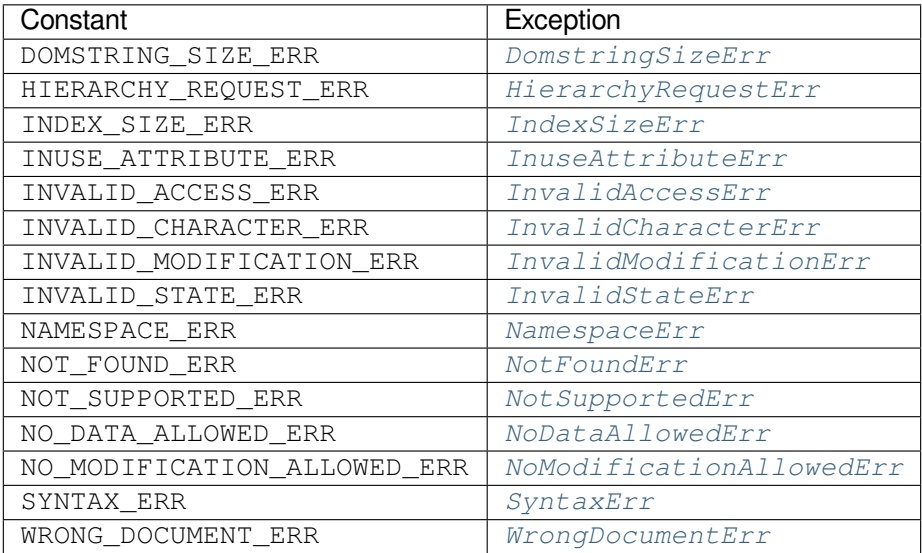 Constant Exception
DOMSTRING_SIZE_ERR DomstringSizeErr
HIERARCHY_REQUEST_ERR HierarchyRequestErr
INDEX_SIZE_ERR IndexSizeErr
INUSE_ATTRIBUTE_ERR InuseAttributeErr
INVALID_ACCESS_ERR InvalidAccessErr
INVALID_CHARACTER_ERR InvalidCharacterErr
INVALID_MODIFICATION_ERR InvalidModificationErr
INVALID_STATE_ERR InvalidStateErr
NAMESPACE_ERR NamespaceErr
NOT_FOUND_ERR NotFoundErr
NOT_SUPPORTED_ERR NotSupportedErr
NO_DATA_ALLOWED_ERR NoDataAllowedErr
NO_MODIFICATION_ALLOWED_ERR NoModificationAllowedErr
SYNTAX_ERR SyntaxErr
WRONG_DOCUMENT_ERR WrongDocumentErr